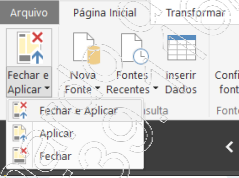 Arquivo Página Inicial Transformar
Fechar e Aplicar Nova Fonte Fontes Recentes Inserir Dados
Fechar e Aplicar
Aplicar
Fechar